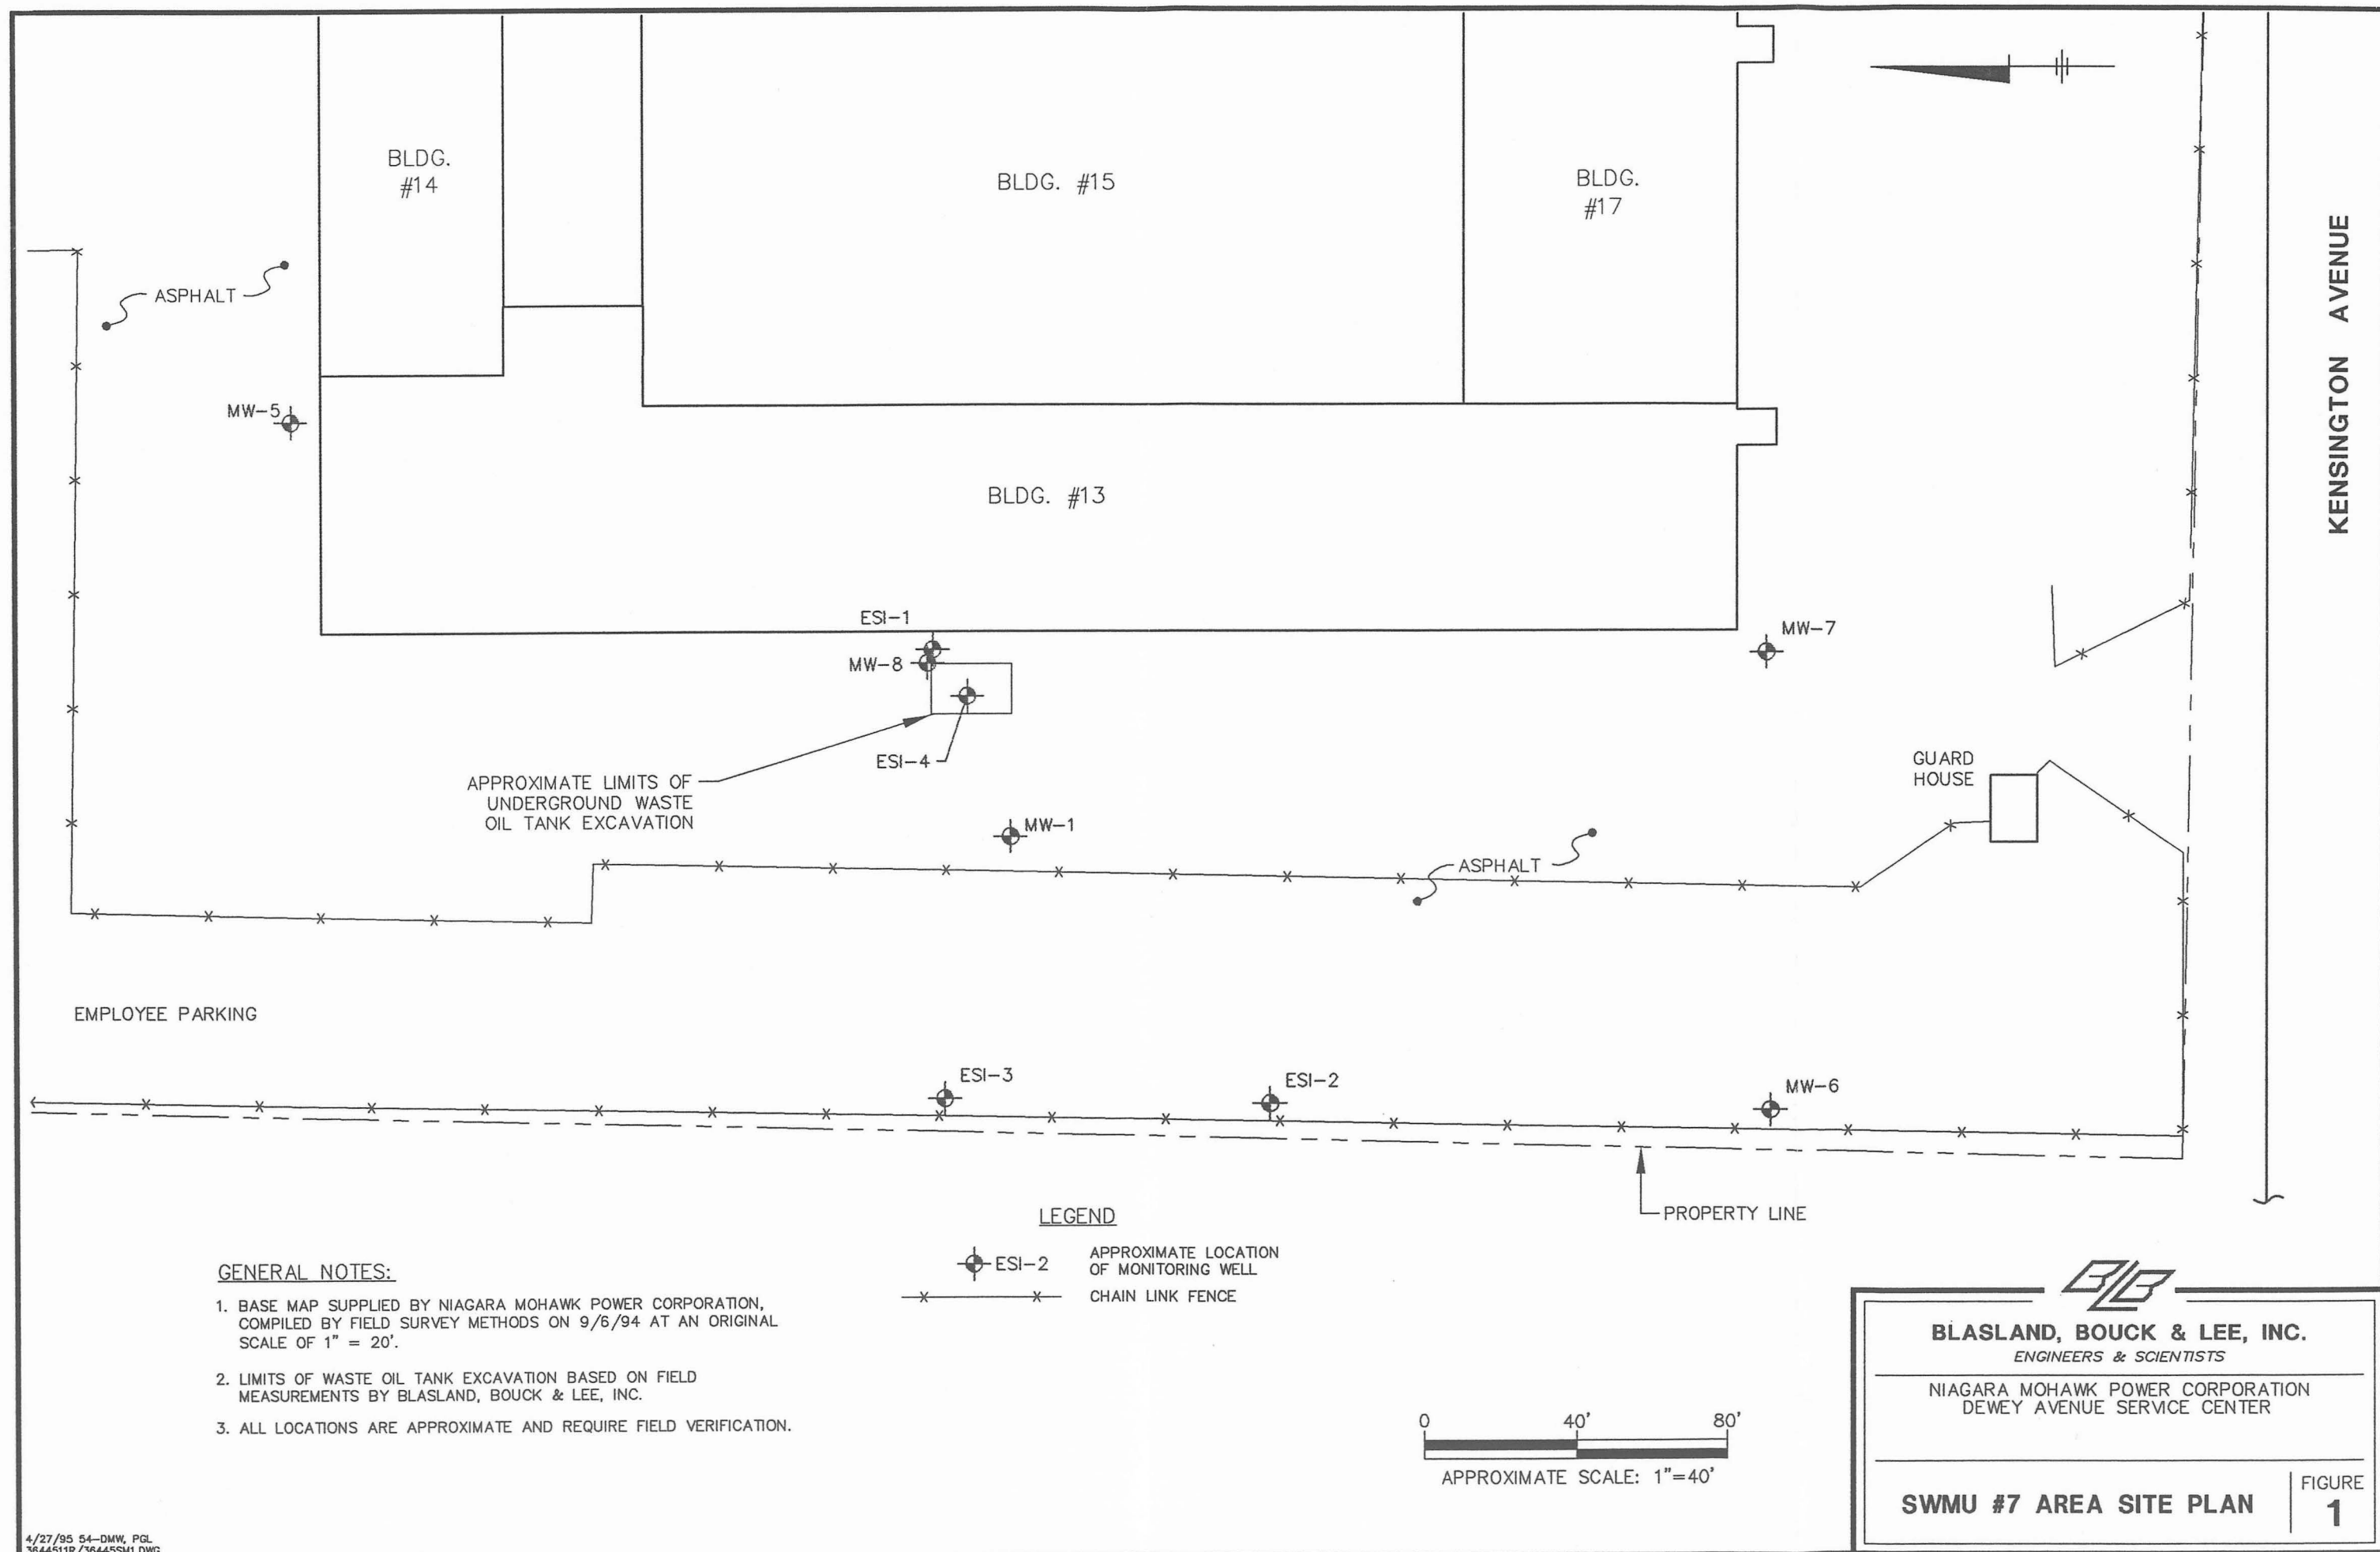 BLDG.
#14
BLDG. #15
BLDG.
#17
ASPHALT
KENSINGTON AVENUE
MW-5
BLDG. #13
ESI-1
MW-8
MW-7
ESI-4
APPROXIMATE LIMITS OF
UNDERGROUND WASTE
OIL TANK EXCAVATION
GUARD
HOUSE
MW-1
ASPHALT
EMPLOYEE PARKING
ESI-3
ESI-2
MW-6
PROPERTY LINE
LEGEND
ESI-2
APPROXIMATE LOCATION
OF MONITORING WELL
CHAIN LINK FENCE
GENERAL NOTES:
1. BASE MAP SUPPLIED BY NIAGARA MOHAWK POWER CORPORATION,
COMPILED BY FIELD SURVEY METHODS ON 9/6/94 AT AN ORIGINAL
SCALE OF 1" = 20'.
2. LIMITS OF WASTE OIL TANK EXCAVATION BASED ON FIELD
MEASUREMENTS BY BLASLAND, BOUCK & LEE, INC.
3. ALL LOCATIONS ARE APPROXIMATE AND REQUIRE FIELD VERIFICATION.
0 40' 80'
APPROXIMATE SCALE: 1"=40'
BLB
BLASLAND, BOUCK & LEE, INC.
ENGINEERS & SCIENTISTS
NIAGARA MOHAWK POWER CORPORATION
DEWEY AVENUE SERVICE CENTER
SWMU #7 AREA SITE PLAN
FIGURE
1
4/27/95 54-DMW, PGL